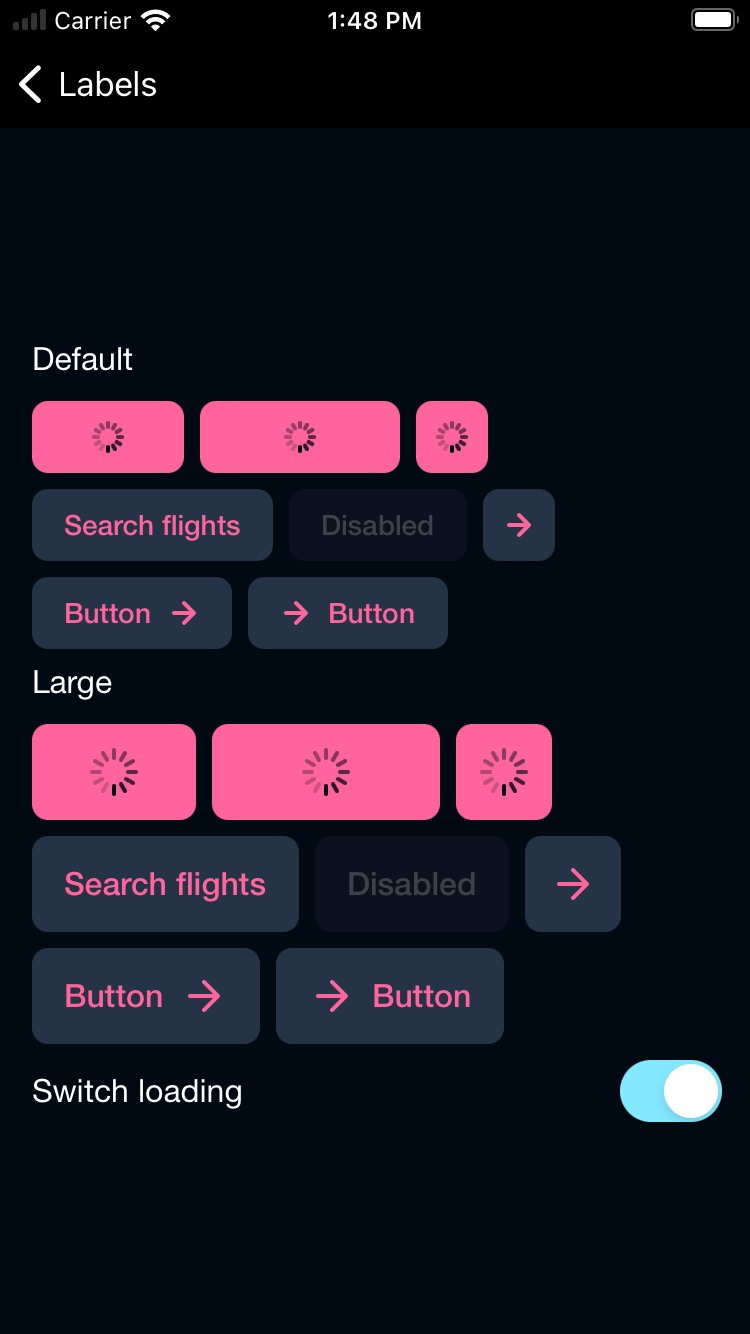 Carrier 1:48 PM
Labels
Default
Search flights Disabled
Button Button
Large
Search flights Disabled
Button Button
Switch loading